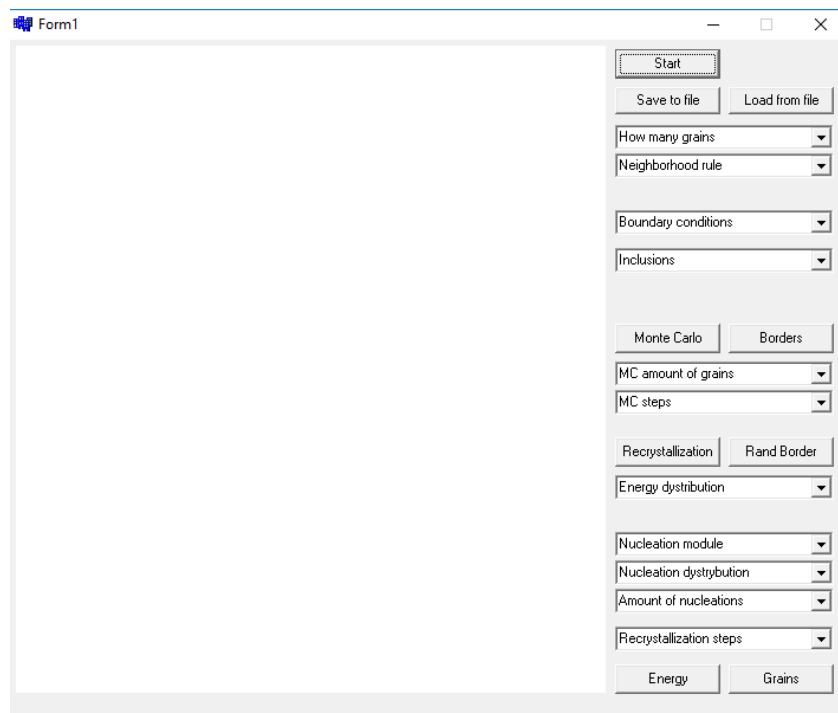 Form1
Start
Save to file Load from file
How many grains
Neighborhood rule
Boundary conditions
Inclusions
Monte Carlo Borders
MC amount of grains
MC steps
Recrystallization Rand Border
Energy dystribution
Nucleation module
Nucleation dystrybution
Amount of nucleations
Recrystallization steps
Energy Grains